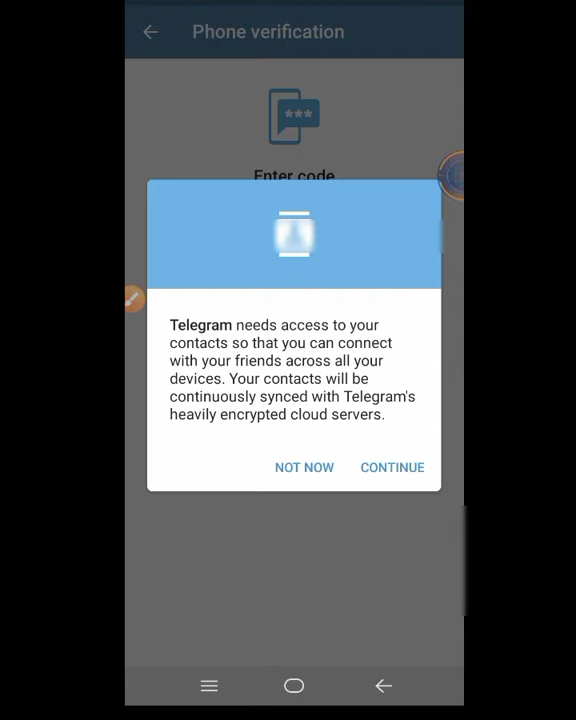 Phone verification
***
Enter code
Telegram needs access to your
contacts so that you can connect
with your friends across all your
devices. Your contacts will be
continuously synced with Telegram's
heavily encrypted cloud servers.
NOT NOW CONTINUE